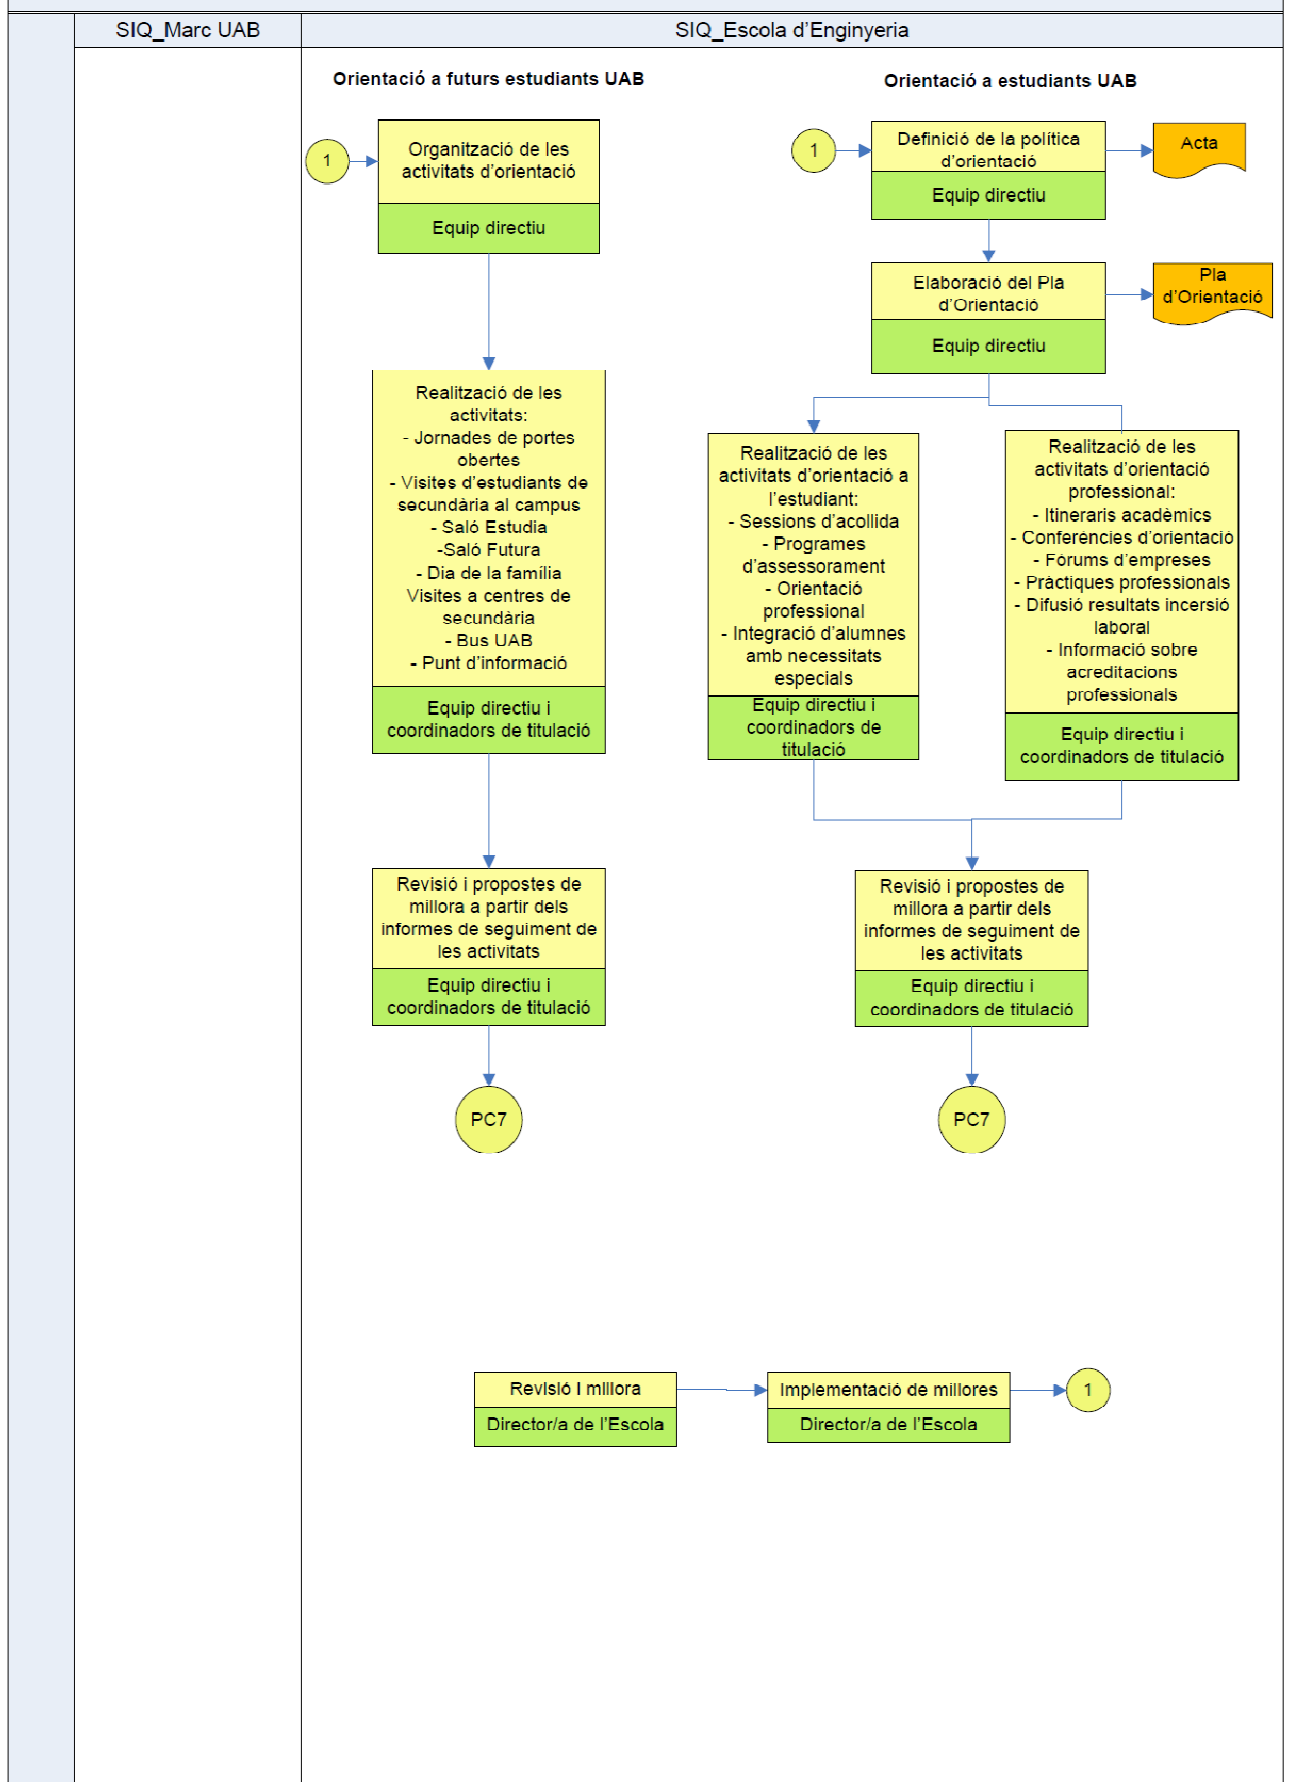 SIQ_Marc UAB
SIQ_Escola d'Enginyeria
Orientació a futurs estudiants UAB
1
Organització de les
activitats d'orientació
Equip directiu
Realització de les
activitats:
- Jornades de portes
obertes
- Visites d'estudiants de
secundària al campus
- Saló Estudia
-Saló Futura
- Dia de la família
Visites a centres de
secundària
- Bus UAB
- Punt d'informació
Equip directiu i
coordinadors de titulació
Revisió i propostes de
millora a partir dels
informes de seguiment de
les activitats
Equip directiu i
coordinadors de titulació
PC7
Orientació a estudiants UAB
1
Definició de la política
d'orientació
Equip directiu
Acta
Elaboració del Pla
d'Orientació
Equip directiu
Pla
d'Orientació
Realització de les
activitats d'orientació a
l'estudiant:
- Sessions d'acollida
- Programes
d'assessorament
- Orientació
professional
- Integració d'alumnes
amb necessitats
especials
Equip directiu i
coordinadors de
titulació
Realització de les
activitats d'orientació
professional:
- Itineraris acadèmics
- Conferències d'orientació
- Fòrums d'empreses
- Pràctiques professionals
- Difusió resultats incersió
laboral
- Informació sobre
acreditacions
professionals
Equip directiu i
coordinadors de titulació
Revisió i propostes de
millora a partir dels
informes de seguiment de
les activitats
Equip directiu i
coordinadors de titulació
PC7
Revisió i millora
Director/a de l'Escola
Implementació de millores
Director/a de l'Escola
1